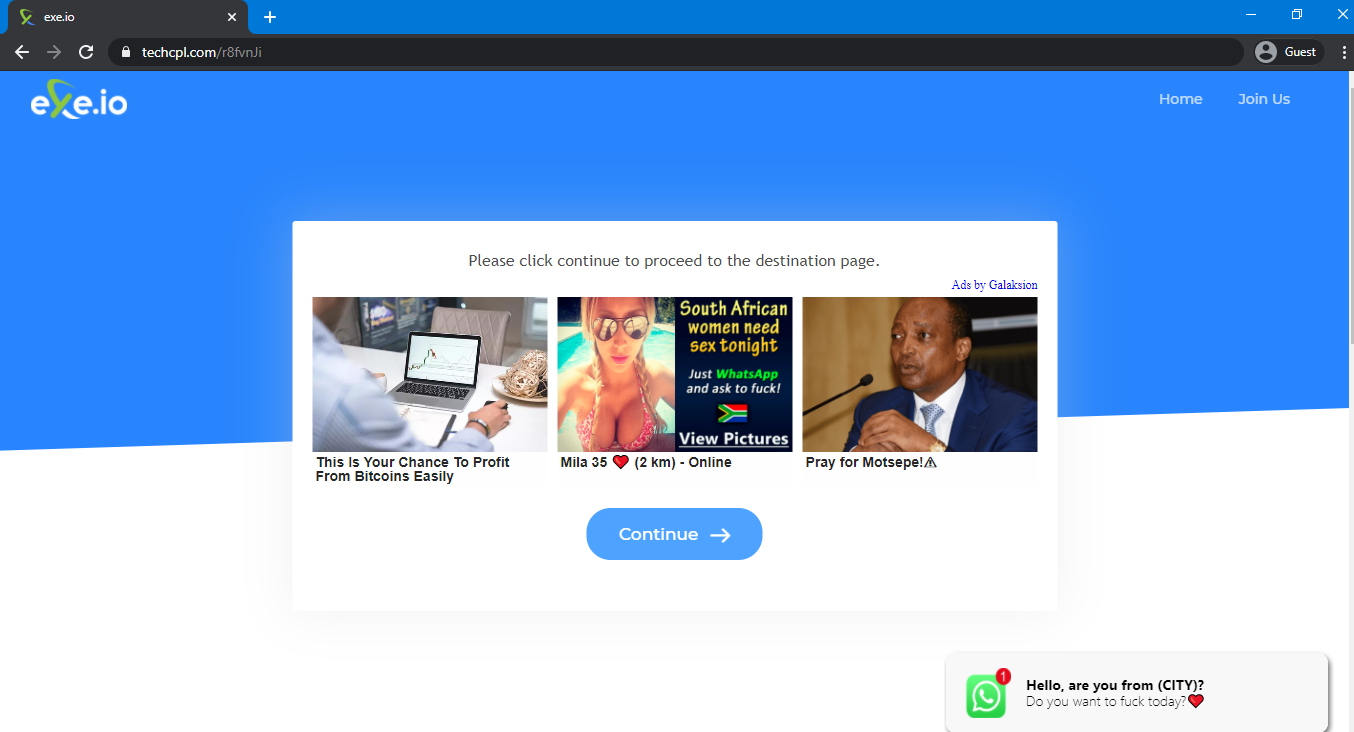 exe.io
techcpl.com/r8fvnJi
Guest
exe.io
Home
Join Us
Please click continue to proceed to the destination page.
Ads by Galaksion
South African
women need
sex tonight
Just WhatsApp
and ask to fuck!
View Pictures
This Is Your Chance To Profit
From Bitcoins Easily
Mila 35 ❤️ (2 km) - Online
Pray for Motsepe!⚠
Continue →
1
Hello, are you from (CITY)?
Do you want to fuck today?❤️